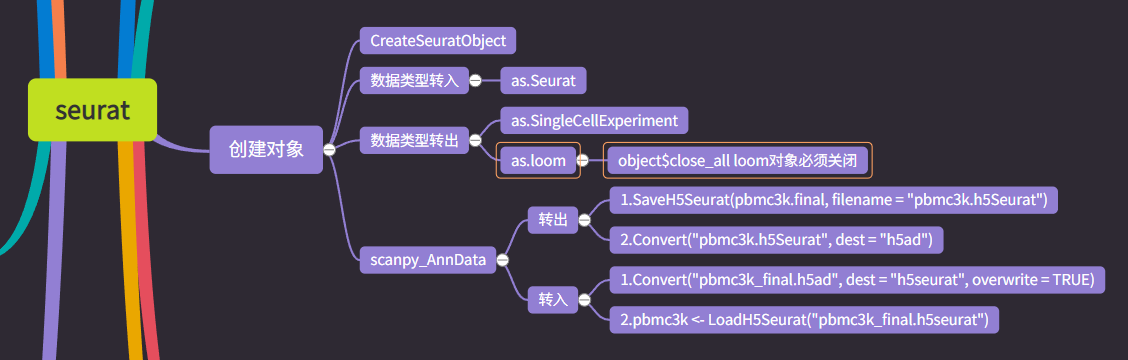 seurat
创建对象
CreateSeuratObject
数据类型转入
as.Seurat
数据类型转出
as.SingleCellExperiment
as.loom
object$close_all loom对象必须关闭
scanpy_AnnData
转出
1.SaveH5Seurat(pbmc3k.final, filename = "pbmc3k.h5Seurat")
2.Convert("pbmc3k.h5Seurat", dest = "h5ad")
转入
1.Convert("pbmc3k_final.h5ad", dest = "h5seurat", overwrite = TRUE)
2.pbmc3k <- LoadH5Seurat("pbmc3k_final.h5seurat")